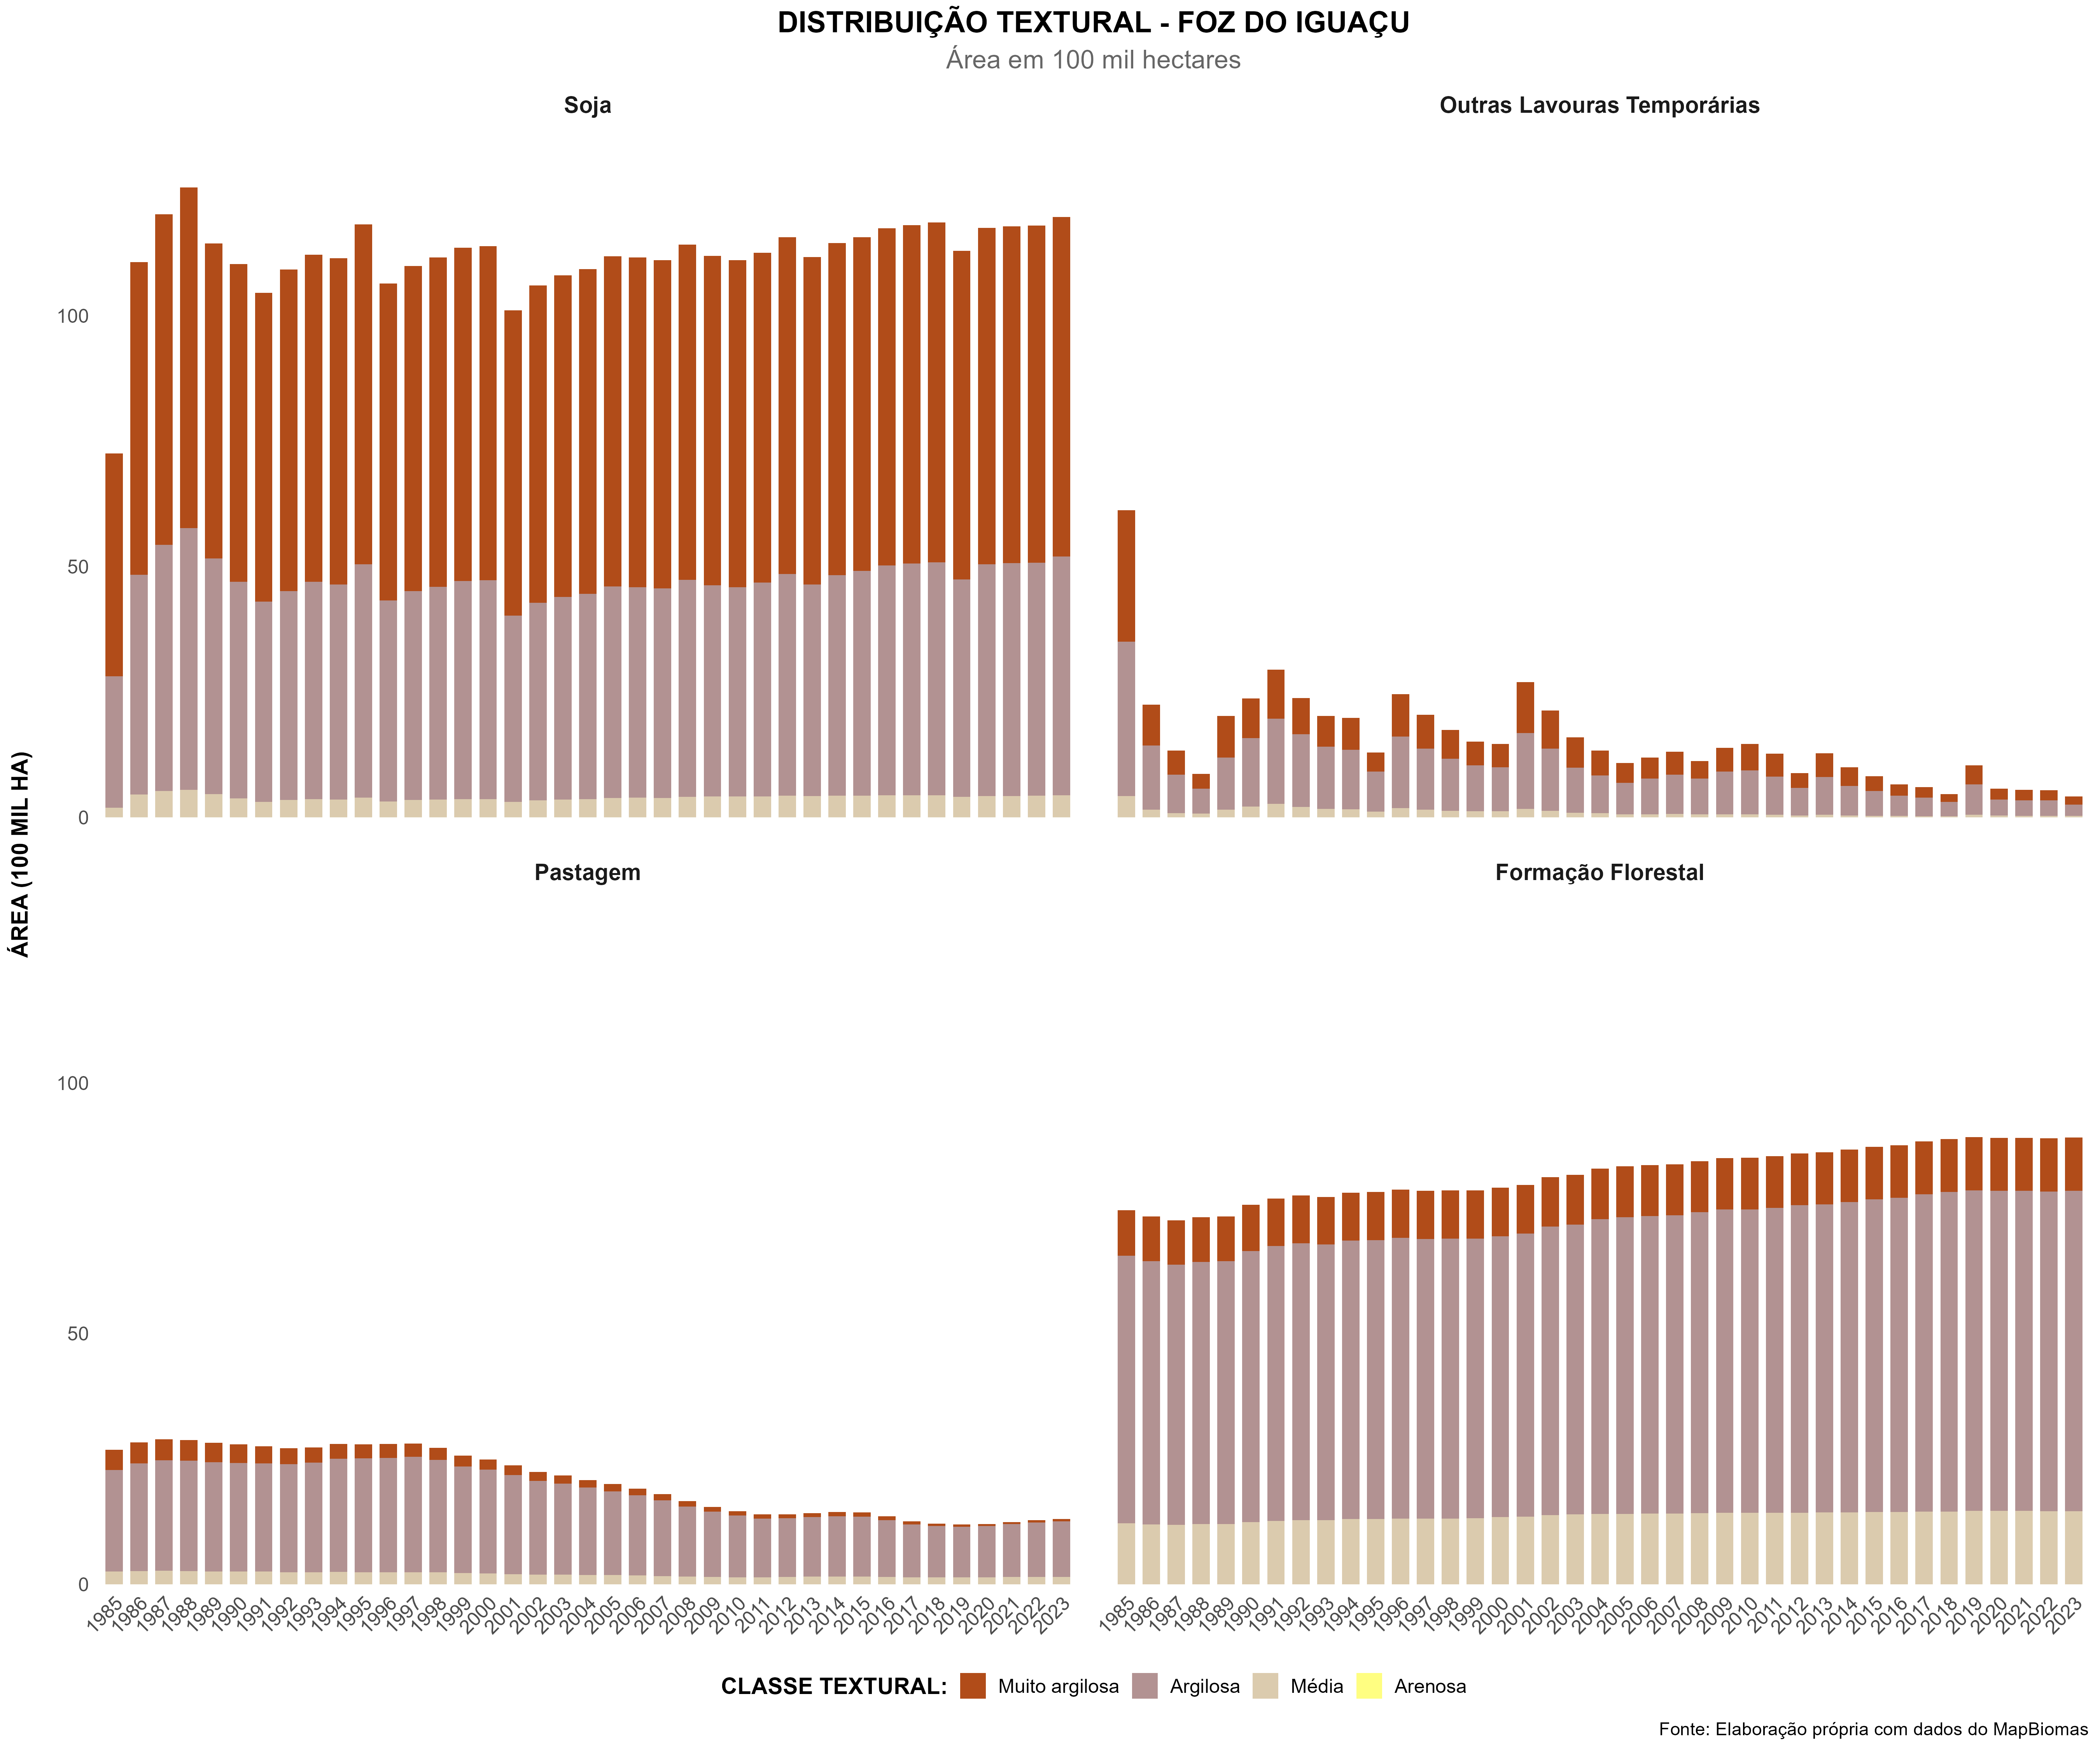 DISTRIBUIÇÃO TEXTURAL - FOZ DO IGUAÇU
Área em 100 mil hectares
Soja
Outras Lavouras Temporárias
ÁREA (100 MIL HA)
100
50
0
Pastagem
Formação Florestal
100
50
0
1985 1986 1987 1988 1989 1990 1991 1992 1993 1994 1995 1996 1997 1998 1999 2000 2001 2002 2003 2004 2005 2006 2007 2008 2009 2010 2011 2012 2013 2014 2015 2016 2017 2018 2019 2020 2021 2022 2023
1985 1986 1987 1988 1989 1990 1991 1992 1993 1994 1995 1996 1997 1998 1999 2000 2001 2002 2003 2004 2005 2006 2007 2008 2009 2010 2011 2012 2013 2014 2015 2016 2017 2018 2019 2020 2021 2022 2023
CLASSE TEXTURAL: Muito argilosa Argilosa Média Arenosa
Fonte: Elaboração própria com dados do MapBiomas